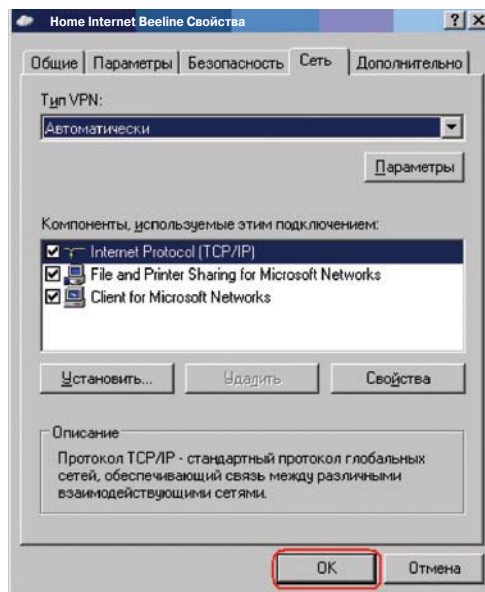 Home Internet Beeline Свойства
Общие Параметры Безопасность Сеть Дополнительно
Тип VPN:
Автоматически
Параметры
Компоненты, используемые этим подключением:
Internet Protocol (TCP/IP)
File and Printer Sharing for Microsoft Networks
Client for Microsoft Networks
Установить... Удалить Свойства
Описание
Протокол TCP/IP - стандартный протокол глобальных
сетей, обеспечивающий связь между различными
взаимодействующими сетями.
OK Отмена